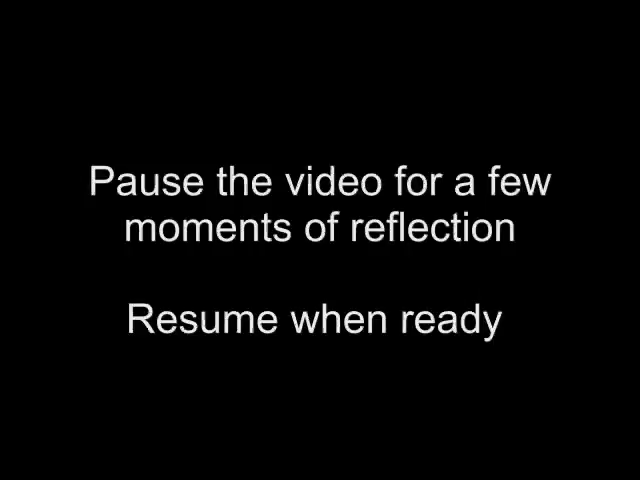 Pause the video for a few
moments of reflection
Resume when ready